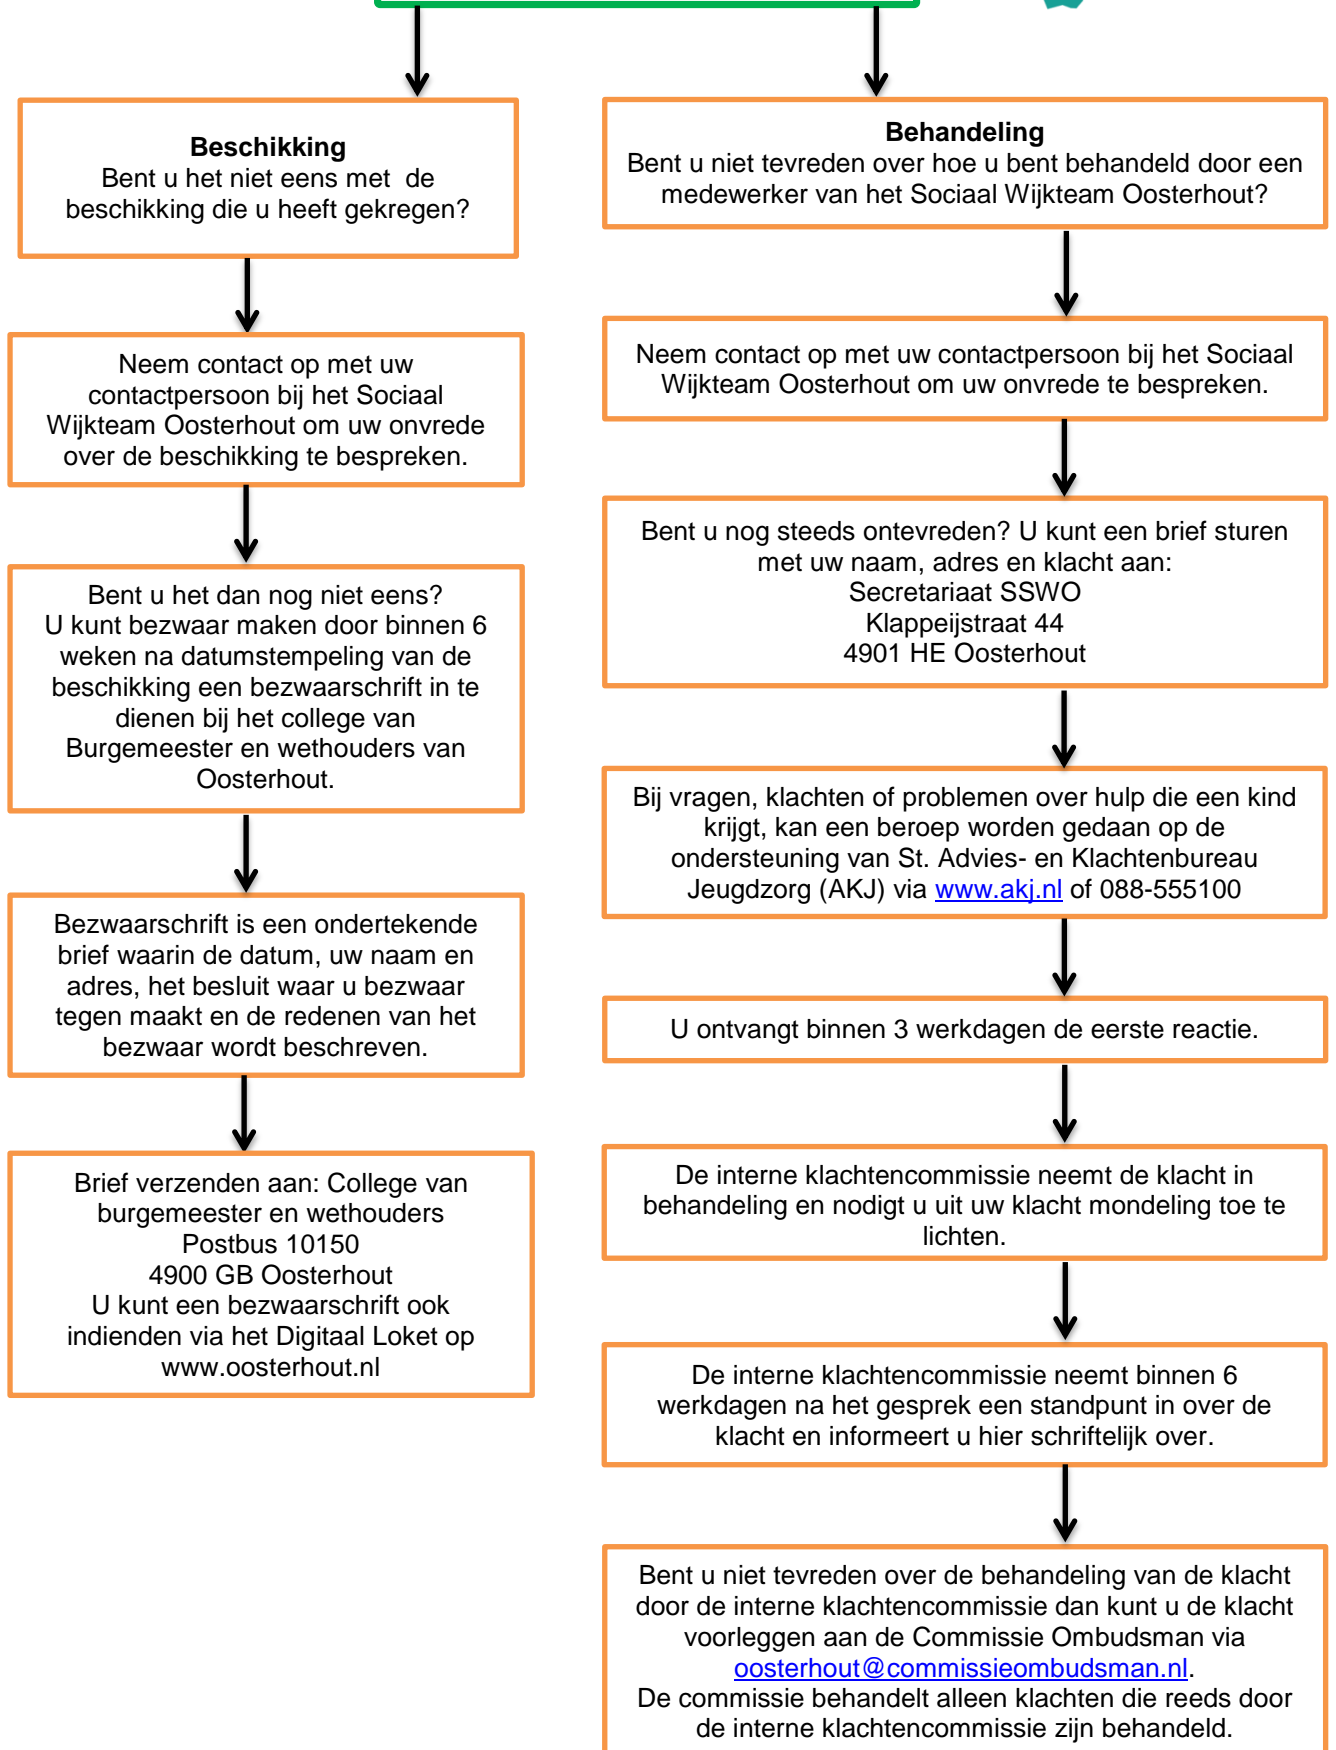 Beschikking
Bent u het niet eens met  de
beschikking die u heeft gekregen?
Neem contact op met uw
contactpersoon bij het Sociaal
Wijkteam Oosterhout om uw onvrede
over de beschikking te bespreken.
Bent u het dan nog niet eens?
U kunt bezwaar maken door binnen 6
weken na datumstempeling van de
beschikking een bezwaarschrift in te
dienen bij het college van
Burgemeester en wethouders van
Oosterhout.
Bezwaarschrift is een ondertekende
brief waarin de datum, uw naam en
adres, het besluit waar u bezwaar
tegen maakt en de redenen van het
bezwaar wordt beschreven.
Brief verzenden aan: College van
burgemeester en wethouders
Postbus 10150
4900 GB Oosterhout
U kunt een bezwaarschrift ook
indienden via het Digitaal Loket op
www.oosterhout.nl
Behandeling
Bent u niet tevreden over hoe u bent behandeld door een
medewerker van het Sociaal Wijkteam Oosterhout?
Neem contact op met uw contactpersoon bij het Sociaal
Wijkteam Oosterhout om uw onvrede te bespreken.
Bent u nog steeds ontevreden? U kunt een brief sturen
met uw naam, adres en klacht aan:
Secretariaat SSWO
Klappeijstraat 44
4901 HE Oosterhout
Bij vragen, klachten of problemen over hulp die een kind
krijgt, kan een beroep worden gedaan op de
ondersteuning van St. Advies- en Klachtenbureau
Jeugdzorg (AKJ) via www.akj.nl of 088-555100
U ontvangt binnen 3 werkdagen de eerste reactie.
De interne klachtencommissie neemt de klacht in
behandeling en nodigt u uit uw klacht mondeling toe te
lichten.
De interne klachtencommissie neemt binnen 6
werkdagen na het gesprek een standpunt in over de
klacht en informeert u hier schriftelijk over.
Bent u niet tevreden over de behandeling van de klacht
door de interne klachtencommissie dan kunt u de klacht
voorleggen aan de Commissie Ombudsman via
oosterhout@commissieombudsman.nl.
De commissie behandelt alleen klachten die reeds door
de interne klachtencommissie zijn behandeld.